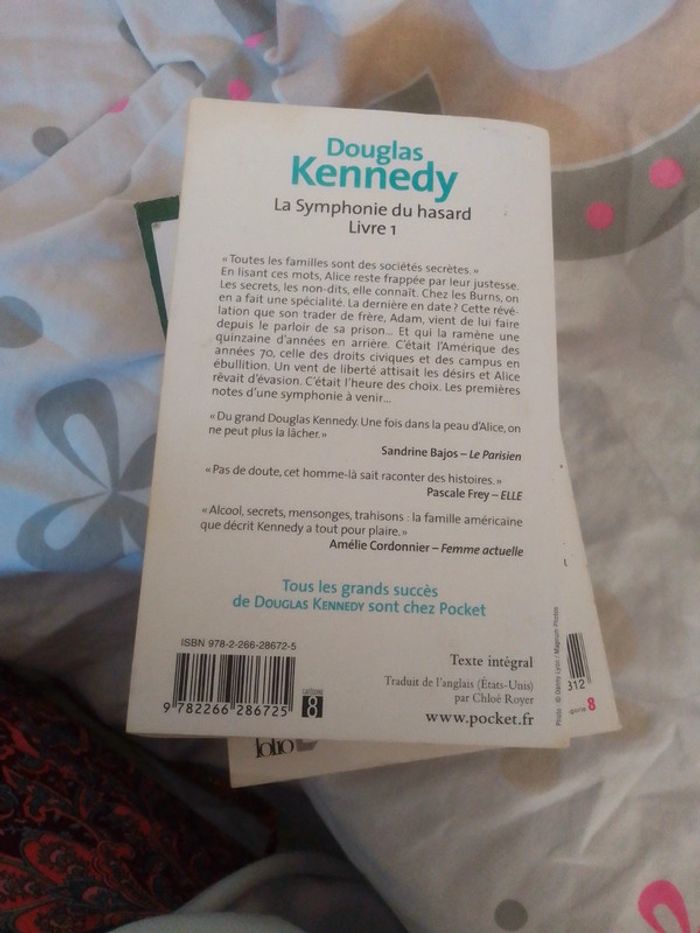 Douglas
Kennedy
La Symphonie du hasard
Livre 1
« Toutes les familles sont des sociétés secrètes. »
En lisant ces mots, Alice reste frappée par leur justesse.
Les secrets, les non-dits, elle connaît. Chez les Burns, on
en a fait une spécialité. La dernière en date ? Cette révé-
lation que son trader de frère, Adam, vient de lui faire
depuis le parloir de sa prison... Et qui la ramène une
quinzaine d'années en arrière. C'était l'Amérique des
années 70, celle des droits civiques et des campus en
ébullition. Un vent de liberté attisait les désirs et Alice
rêvait d'évasion. C'était l'heure des choix. Les premières
notes d'une symphonie à venir...
« Du grand Douglas Kennedy. Une fois dans la peau d'Alice, on
ne peut plus la lâcher. »
Sandrine Bajos – Le Parisien
« Pas de doute, cet homme-là sait raconter des histoires. »
Pascale Frey – ELLE
« Alcool, secrets, mensonges, trahisons : la famille américaine
que décrit Kennedy a tout pour plaire. »
Amélie Cordonnier – Femme actuelle
Tous les grands succès
de Douglas Kennedy sont chez Pocket
ISBN 978-2-266-28672-5
9 782266 286725
catégorie
8
Texte intégral
Traduit de l'anglais (États-Unis)
par Chloé Royer
www.pocket.fr
Photo : © Danny Lyon / Magnum Photos
312
gorie 8
folio